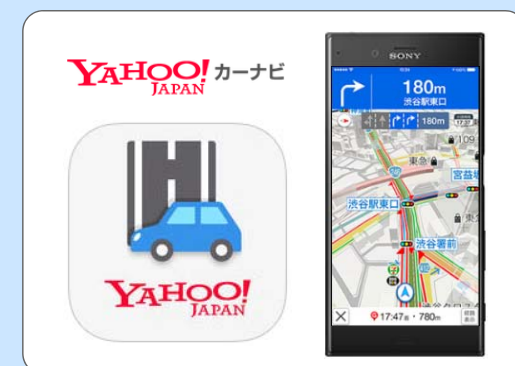 YAHOO! カーナビ
JAPAN
YAHOO!
JAPAN
SONY
180m
渋谷駅東口
180m
109
東急
宮益坂
渋谷駅東口
渋谷署前
17:47着・780m